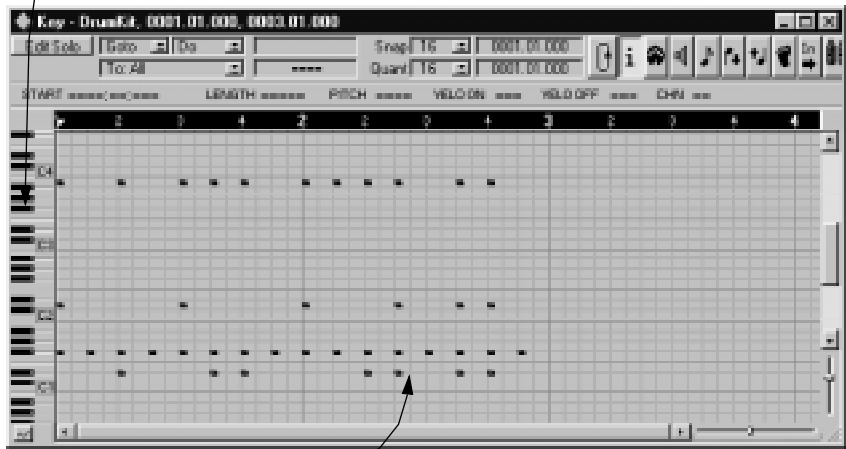 Key - DrumKit, 0001.01.000, 0003.01.000
Edit Solo Goto Do Snap 16 0001.01.000
To: All ---- Quant 16 0001.01.000 i In
START LENGTH PITCH VELO ON VELO OFF CHN
2 3 4 2 2 3 4 3 2 3 4 4
C4
C3
C2
C1